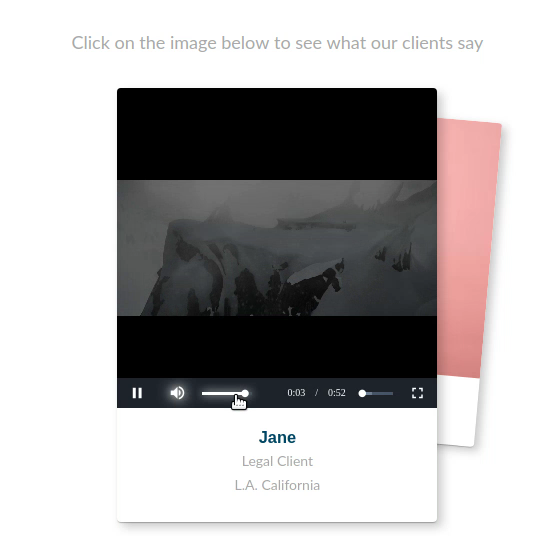 Click on the image below to see what our clients say
0:03 / 0:52
Jane
Legal Client
L.A. California